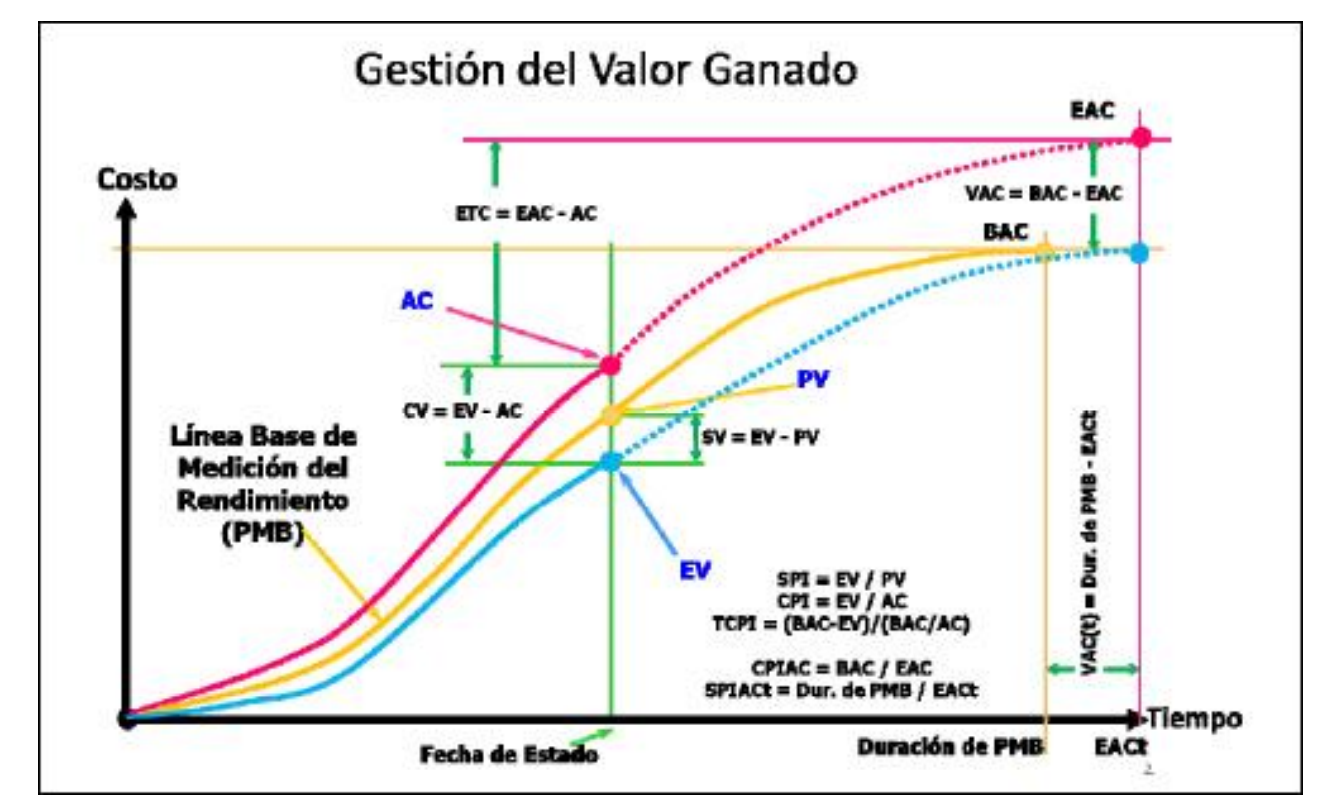 Gestión del Valor Ganado
EAC
Costo
VAC = BAC - EAC
ETC = EAC - AC
BAC
AC
PV
CV = EV - AC
SV = EV - PV
Línea Base de
Medición del
Rendimiento
(PMB)
EV
SPI = EV / PV
CPI = EV / AC
TCPI = (BAC-EV)/(BAC/AC)
CPIAC = BAC / EAC
SPIACt = Dur. de PMB / EACt
VAC(t) = Dur. de PMB - EACt
Tiempo
Fecha de Estado
Duración de PMB
EACt
2